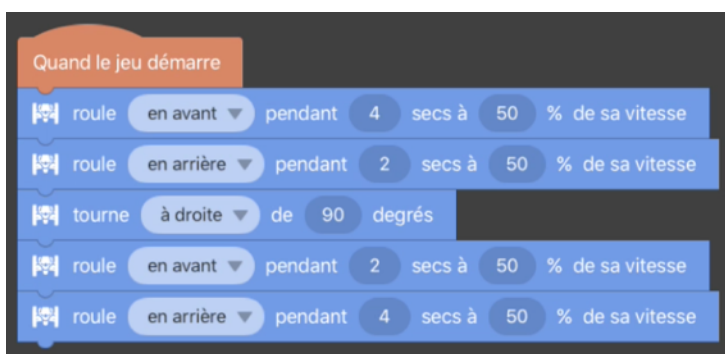 Quand le jeu démarre
roule en avant pendant 4 secs à 50 % de sa vitesse
roule en arrière pendant 2 secs à 50 % de sa vitesse
tourne à droite de 90 degrés
roule en avant pendant 2 secs à 50 % de sa vitesse
roule en arrière pendant 4 secs à 50 % de sa vitesse